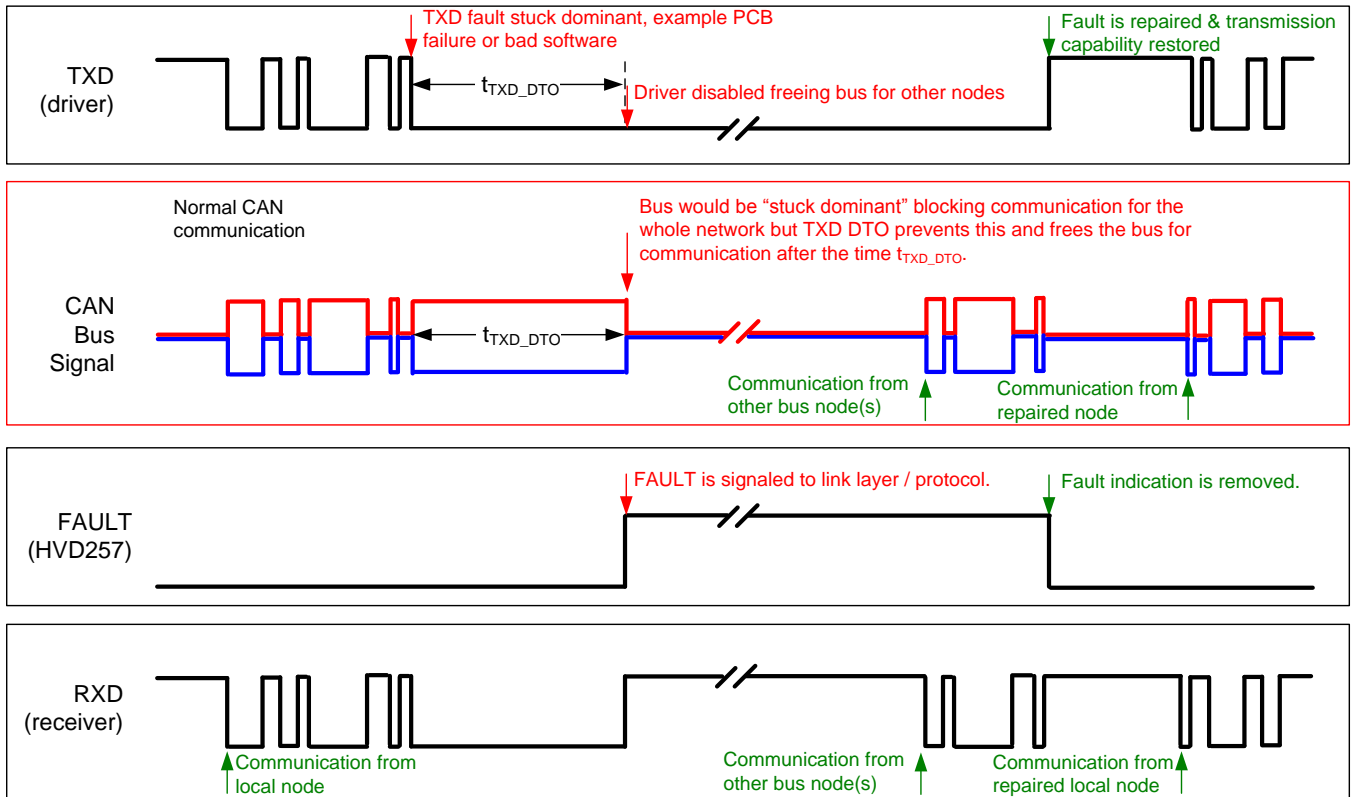 TXD fault stuck dominant, example PCB
failure or bad software
Fault is repaired & transmission
capability restored
TXD
(driver)
tTXD_DTO
Driver disabled freeing bus for other nodes
Normal CAN
communication
Bus would be “stuck dominant” blocking communication for the
whole network but TXD DTO prevents this and frees the bus for
communication after the time tTXD_DTO.
CAN
Bus
Signal
tTXD_DTO
Communication from
other bus node(s)
Communication from
repaired node
FAULT is signaled to link layer / protocol.
Fault indication is removed.
FAULT
(HVD257)
RXD
(receiver)
Communication from
local node
Communication from
other bus node(s)
Communication from
repaired local node